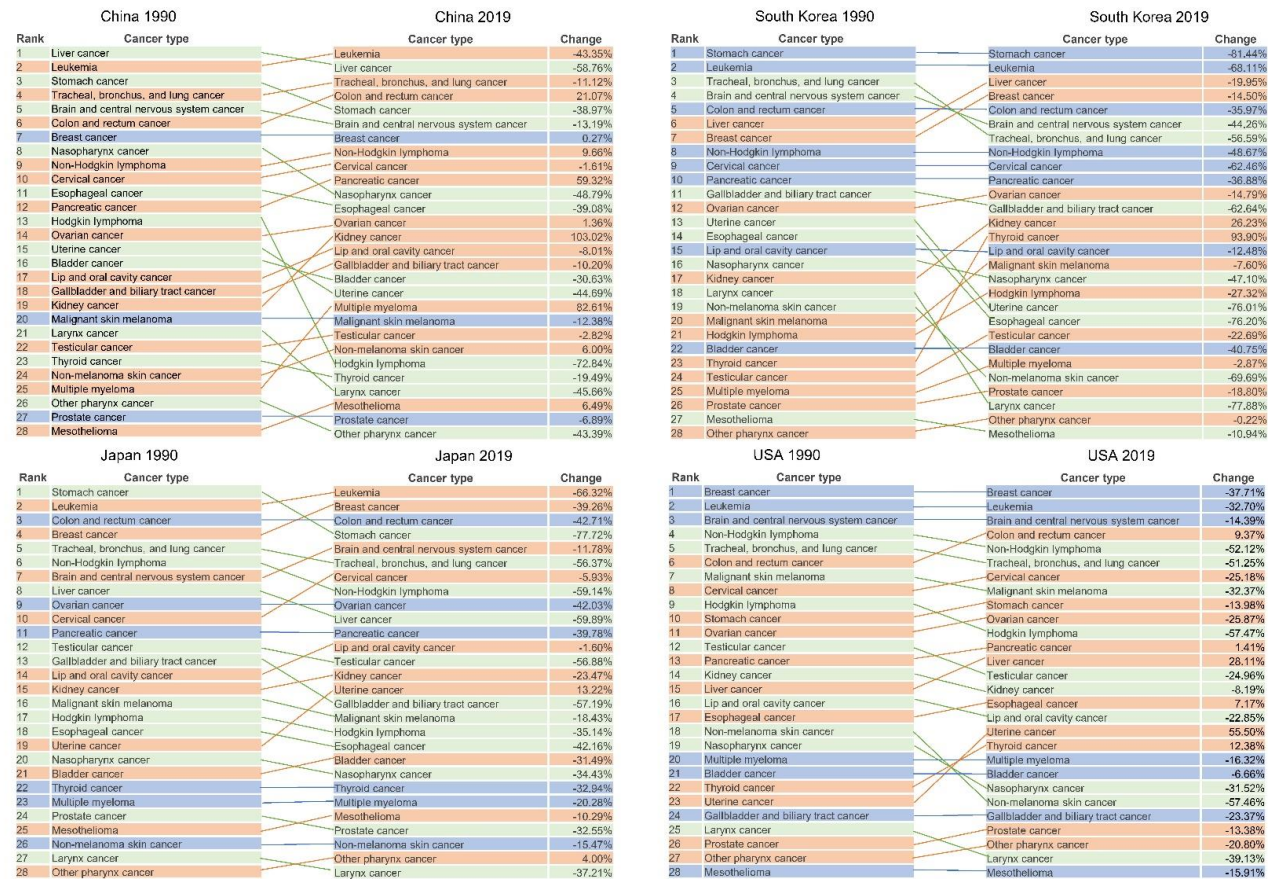 China 1990 China 2019
Rank Cancer type Cancer type Change
1 Liver cancer Leukemia -43.35%
2 Leukemia Liver cancer -58.76%
3 Stomach cancer Tracheal, bronchus, and lung cancer -11.12%
4 Tracheal, bronchus, and lung cancer Colon and rectum cancer 21.07%
5 Brain and central nervous system cancer Stomach cancer -38.97%
6 Colon and rectum cancer Brain and central nervous system cancer -13.19%
7 Breast cancer Breast cancer 0.27%
8 Nasopharynx cancer Non-Hodgkin lymphoma 9.66%
9 Non-Hodgkin lymphoma Cervical cancer -1.61%
10 Cervical cancer Pancreatic cancer 59.32%
11 Esophageal cancer Nasopharynx cancer -48.79%
12 Pancreatic cancer Esophageal cancer -39.08%
13 Hodgkin lymphoma Ovarian cancer 1.36%
14 Ovarian cancer Kidney cancer 103.02%
15 Uterine cancer Lip and oral cavity cancer -8.01%
16 Bladder cancer Gallbladder and biliary tract cancer -10.20%
17 Lip and oral cavity cancer Bladder cancer -30.63%
18 Gallbladder and biliary tract cancer Uterine cancer -44.69%
19 Kidney cancer Multiple myeloma 82.61%
20 Malignant skin melanoma Malignant skin melanoma -12.38%
21 Larynx cancer Testicular cancer -2.82%
22 Testicular cancer Non-melanoma skin cancer 6.00%
23 Thyroid cancer Hodgkin lymphoma -72.84%
24 Non-melanoma skin cancer Thyroid cancer -19.49%
25 Multiple myeloma Larynx cancer -45.66%
26 Other pharynx cancer Mesothelioma 6.49%
27 Prostate cancer Prostate cancer -6.89%
28 Mesothelioma Other pharynx cancer -43.39%
South Korea 1990 South Korea 2019
Rank Cancer type Cancer type Change
1 Stomach cancer Stomach cancer -81.44%
2 Leukemia Leukemia -68.11%
3 Tracheal, bronchus, and lung cancer Liver cancer -19.95%
4 Brain and central nervous system cancer Breast cancer -14.50%
5 Colon and rectum cancer Colon and rectum cancer -35.97%
6 Liver cancer Brain and central nervous system cancer -44.26%
7 Breast cancer Tracheal, bronchus, and lung cancer -56.59%
8 Non-Hodgkin lymphoma Non-Hodgkin lymphoma -48.67%
9 Cervical cancer Cervical cancer -62.46%
10 Pancreatic cancer Pancreatic cancer -36.88%
11 Gallbladder and biliary tract cancer Ovarian cancer -14.79%
12 Ovarian cancer Gallbladder and biliary tract cancer -62.64%
13 Uterine cancer Kidney cancer 26.23%
14 Esophageal cancer Thyroid cancer 93.90%
15 Lip and oral cavity cancer Lip and oral cavity cancer -12.48%
16 Nasopharynx cancer Malignant skin melanoma -7.60%
17 Kidney cancer Nasopharynx cancer -47.10%
18 Larynx cancer Hodgkin lymphoma -27.32%
19 Non-melanoma skin cancer Uterine cancer -76.01%
20 Malignant skin melanoma Esophageal cancer -76.20%
21 Hodgkin lymphoma Testicular cancer -22.69%
22 Bladder cancer Bladder cancer -40.75%
23 Thyroid cancer Multiple myeloma -2.87%
24 Testicular cancer Non-melanoma skin cancer -69.69%
25 Multiple myeloma Prostate cancer -18.80%
26 Prostate cancer Larynx cancer -77.88%
27 Mesothelioma Other pharynx cancer -0.22%
28 Other pharynx cancer Mesothelioma -10.94%
Japan 1990 Japan 2019
Rank Cancer type Cancer type Change
1 Stomach cancer Leukemia -66.32%
2 Leukemia Breast cancer -39.26%
3 Colon and rectum cancer Colon and rectum cancer -42.71%
4 Breast cancer Stomach cancer -77.72%
5 Tracheal, bronchus, and lung cancer Brain and central nervous system cancer -11.78%
6 Non-Hodgkin lymphoma Tracheal, bronchus, and lung cancer -56.37%
7 Brain and central nervous system cancer Cervical cancer -5.93%
8 Liver cancer Non-Hodgkin lymphoma -59.14%
9 Ovarian cancer Ovarian cancer -42.03%
10 Cervical cancer Liver cancer -59.89%
11 Pancreatic cancer Pancreatic cancer -39.78%
12 Testicular cancer Lip and oral cavity cancer -1.60%
13 Gallbladder and biliary tract cancer Testicular cancer -56.88%
14 Lip and oral cavity cancer Kidney cancer -23.47%
15 Kidney cancer Uterine cancer 13.22%
16 Malignant skin melanoma Gallbladder and biliary tract cancer -57.19%
17 Hodgkin lymphoma Malignant skin melanoma -18.43%
18 Esophageal cancer Hodgkin lymphoma -35.14%
19 Uterine cancer Esophageal cancer -42.16%
20 Nasopharynx cancer Bladder cancer -31.49%
21 Bladder cancer Nasopharynx cancer -34.43%
22 Thyroid cancer Thyroid cancer -32.94%
23 Multiple myeloma Multiple myeloma -20.28%
24 Prostate cancer Mesothelioma -10.29%
25 Mesothelioma Prostate cancer -32.55%
26 Non-melanoma skin cancer Non-melanoma skin cancer -15.47%
27 Larynx cancer Other pharynx cancer 4.00%
28 Other pharynx cancer Larynx cancer -37.21%
USA 1990 USA 2019
Rank Cancer type Cancer type Change
1 Breast cancer Breast cancer -37.71%
2 Leukemia Leukemia -32.70%
3 Brain and central nervous system cancer Brain and central nervous system cancer -14.39%
4 Non-Hodgkin lymphoma Colon and rectum cancer 9.37%
5 Tracheal, bronchus, and lung cancer Non-Hodgkin lymphoma -52.12%
6 Colon and rectum cancer Tracheal, bronchus, and lung cancer -51.25%
7 Malignant skin melanoma Cervical cancer -25.18%
8 Cervical cancer Malignant skin melanoma -32.37%
9 Hodgkin lymphoma Stomach cancer -13.98%
10 Stomach cancer Ovarian cancer -25.87%
11 Ovarian cancer Hodgkin lymphoma -57.47%
12 Testicular cancer Pancreatic cancer 1.41%
13 Pancreatic cancer Liver cancer 28.11%
14 Kidney cancer Testicular cancer -24.96%
15 Liver cancer Kidney cancer -8.19%
16 Lip and oral cavity cancer Esophageal cancer 7.17%
17 Esophageal cancer Lip and oral cavity cancer -22.85%
18 Non-melanoma skin cancer Uterine cancer 55.50%
19 Nasopharynx cancer Thyroid cancer 12.38%
20 Multiple myeloma Multiple myeloma -16.32%
21 Bladder cancer Bladder cancer -6.66%
22 Thyroid cancer Nasopharynx cancer -31.52%
23 Uterine cancer Non-melanoma skin cancer -57.46%
24 Gallbladder and biliary tract cancer Gallbladder and biliary tract cancer -23.37%
25 Larynx cancer Prostate cancer -13.38%
26 Prostate cancer Other pharynx cancer -20.80%
27 Other pharynx cancer Larynx cancer -39.13%
28 Mesothelioma Mesothelioma -15.91%